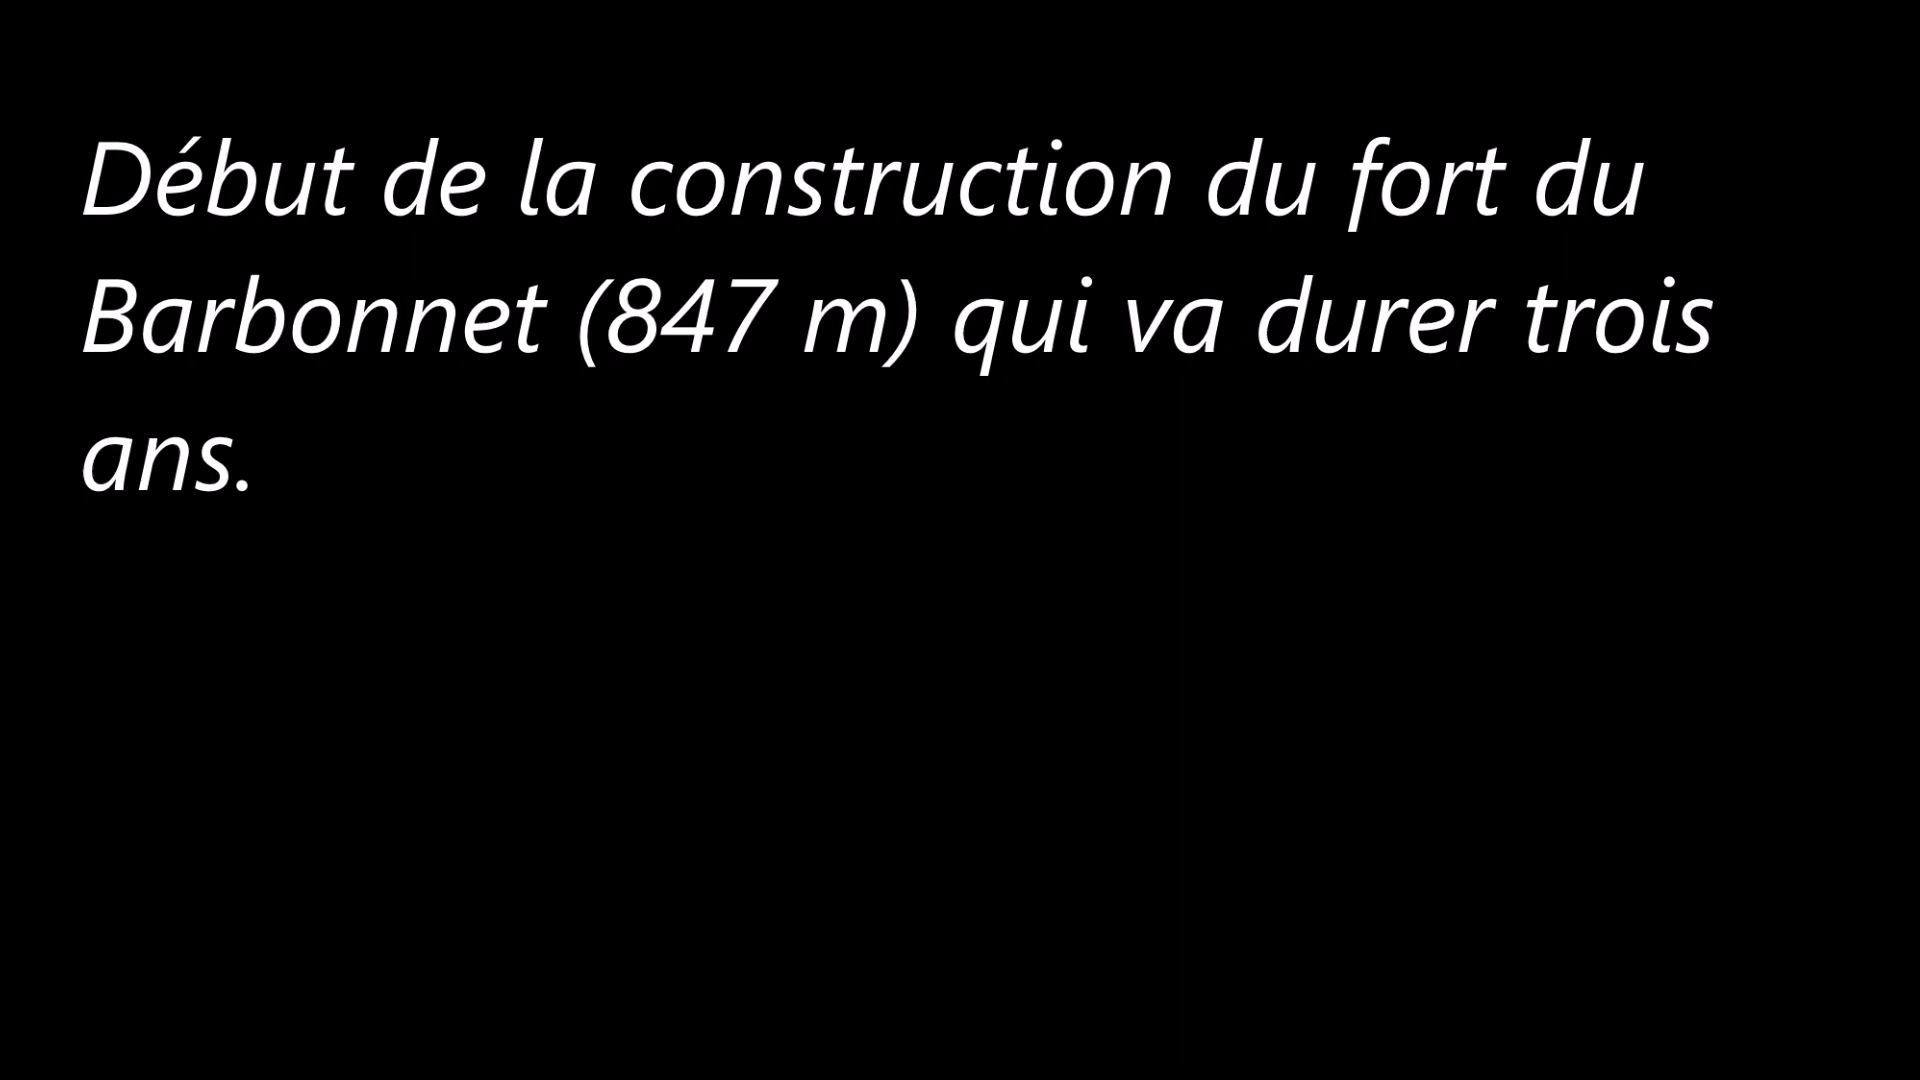 Début de la construction du fort du
Barbonnet (847 m) qui va durer trois
ans.